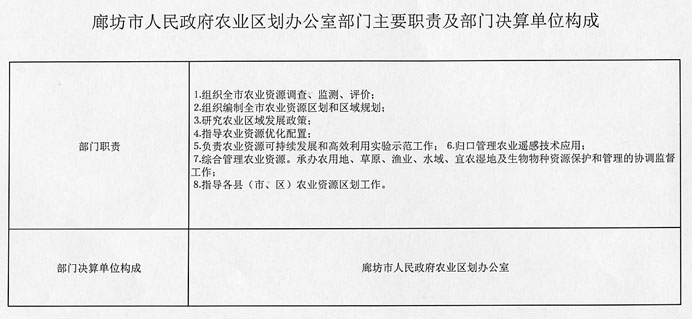 廊坊市人民政府农业区划办公室部门主要职责及部门决算单位构成
部门职责
1.组织全市农业资源调查、监测、评价;
2.组织编制全市农业资源区划和区域规划;
3.研究农业区域发展政策;
4.指导农业资源优化配置;
5.负责农业资源可持续发展和高效利用实验示范工作; 6.归口管理农业遥感技术应用;
7.综合管理农业资源。承办农用地、草原、渔业、水域、宜农湿地及生物物种资源保护和管理的协调监督
工作;
8.指导各县（市、区）农业资源区划工作。
部门决算单位构成
廊坊市人民政府农业区划办公室